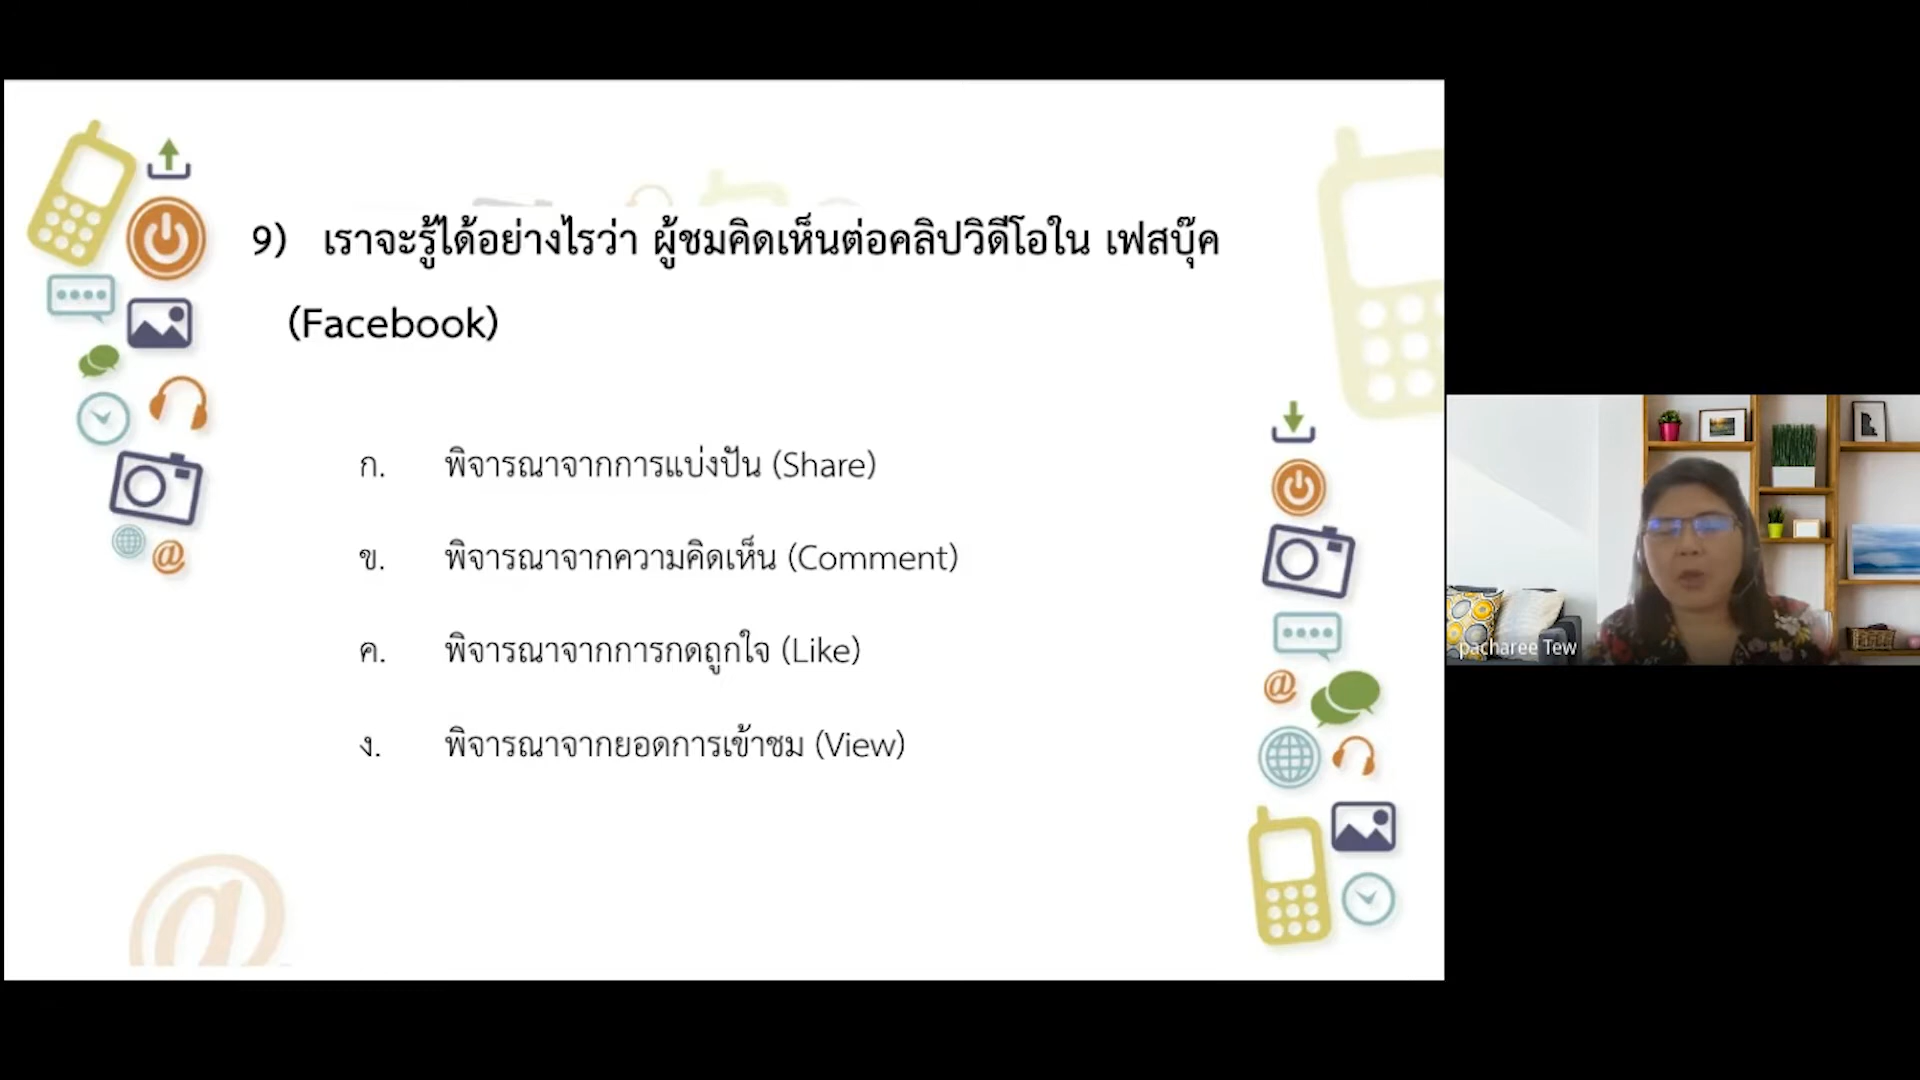 9) เราจะรู้ได้อย่างไรว่า ผู้ชมคิดเห็นต่อคลิปวิดีโอใน เฟสบุ๊ค
(Facebook)
ก. พิจารณาจากการแบ่งปัน (Share)
ข. พิจารณาจากความคิดเห็น (Comment)
ค. พิจารณาจากการกดถูกใจ (Like)
ง. พิจารณาจากยอดการเข้าชม (View)
pacharee Tew